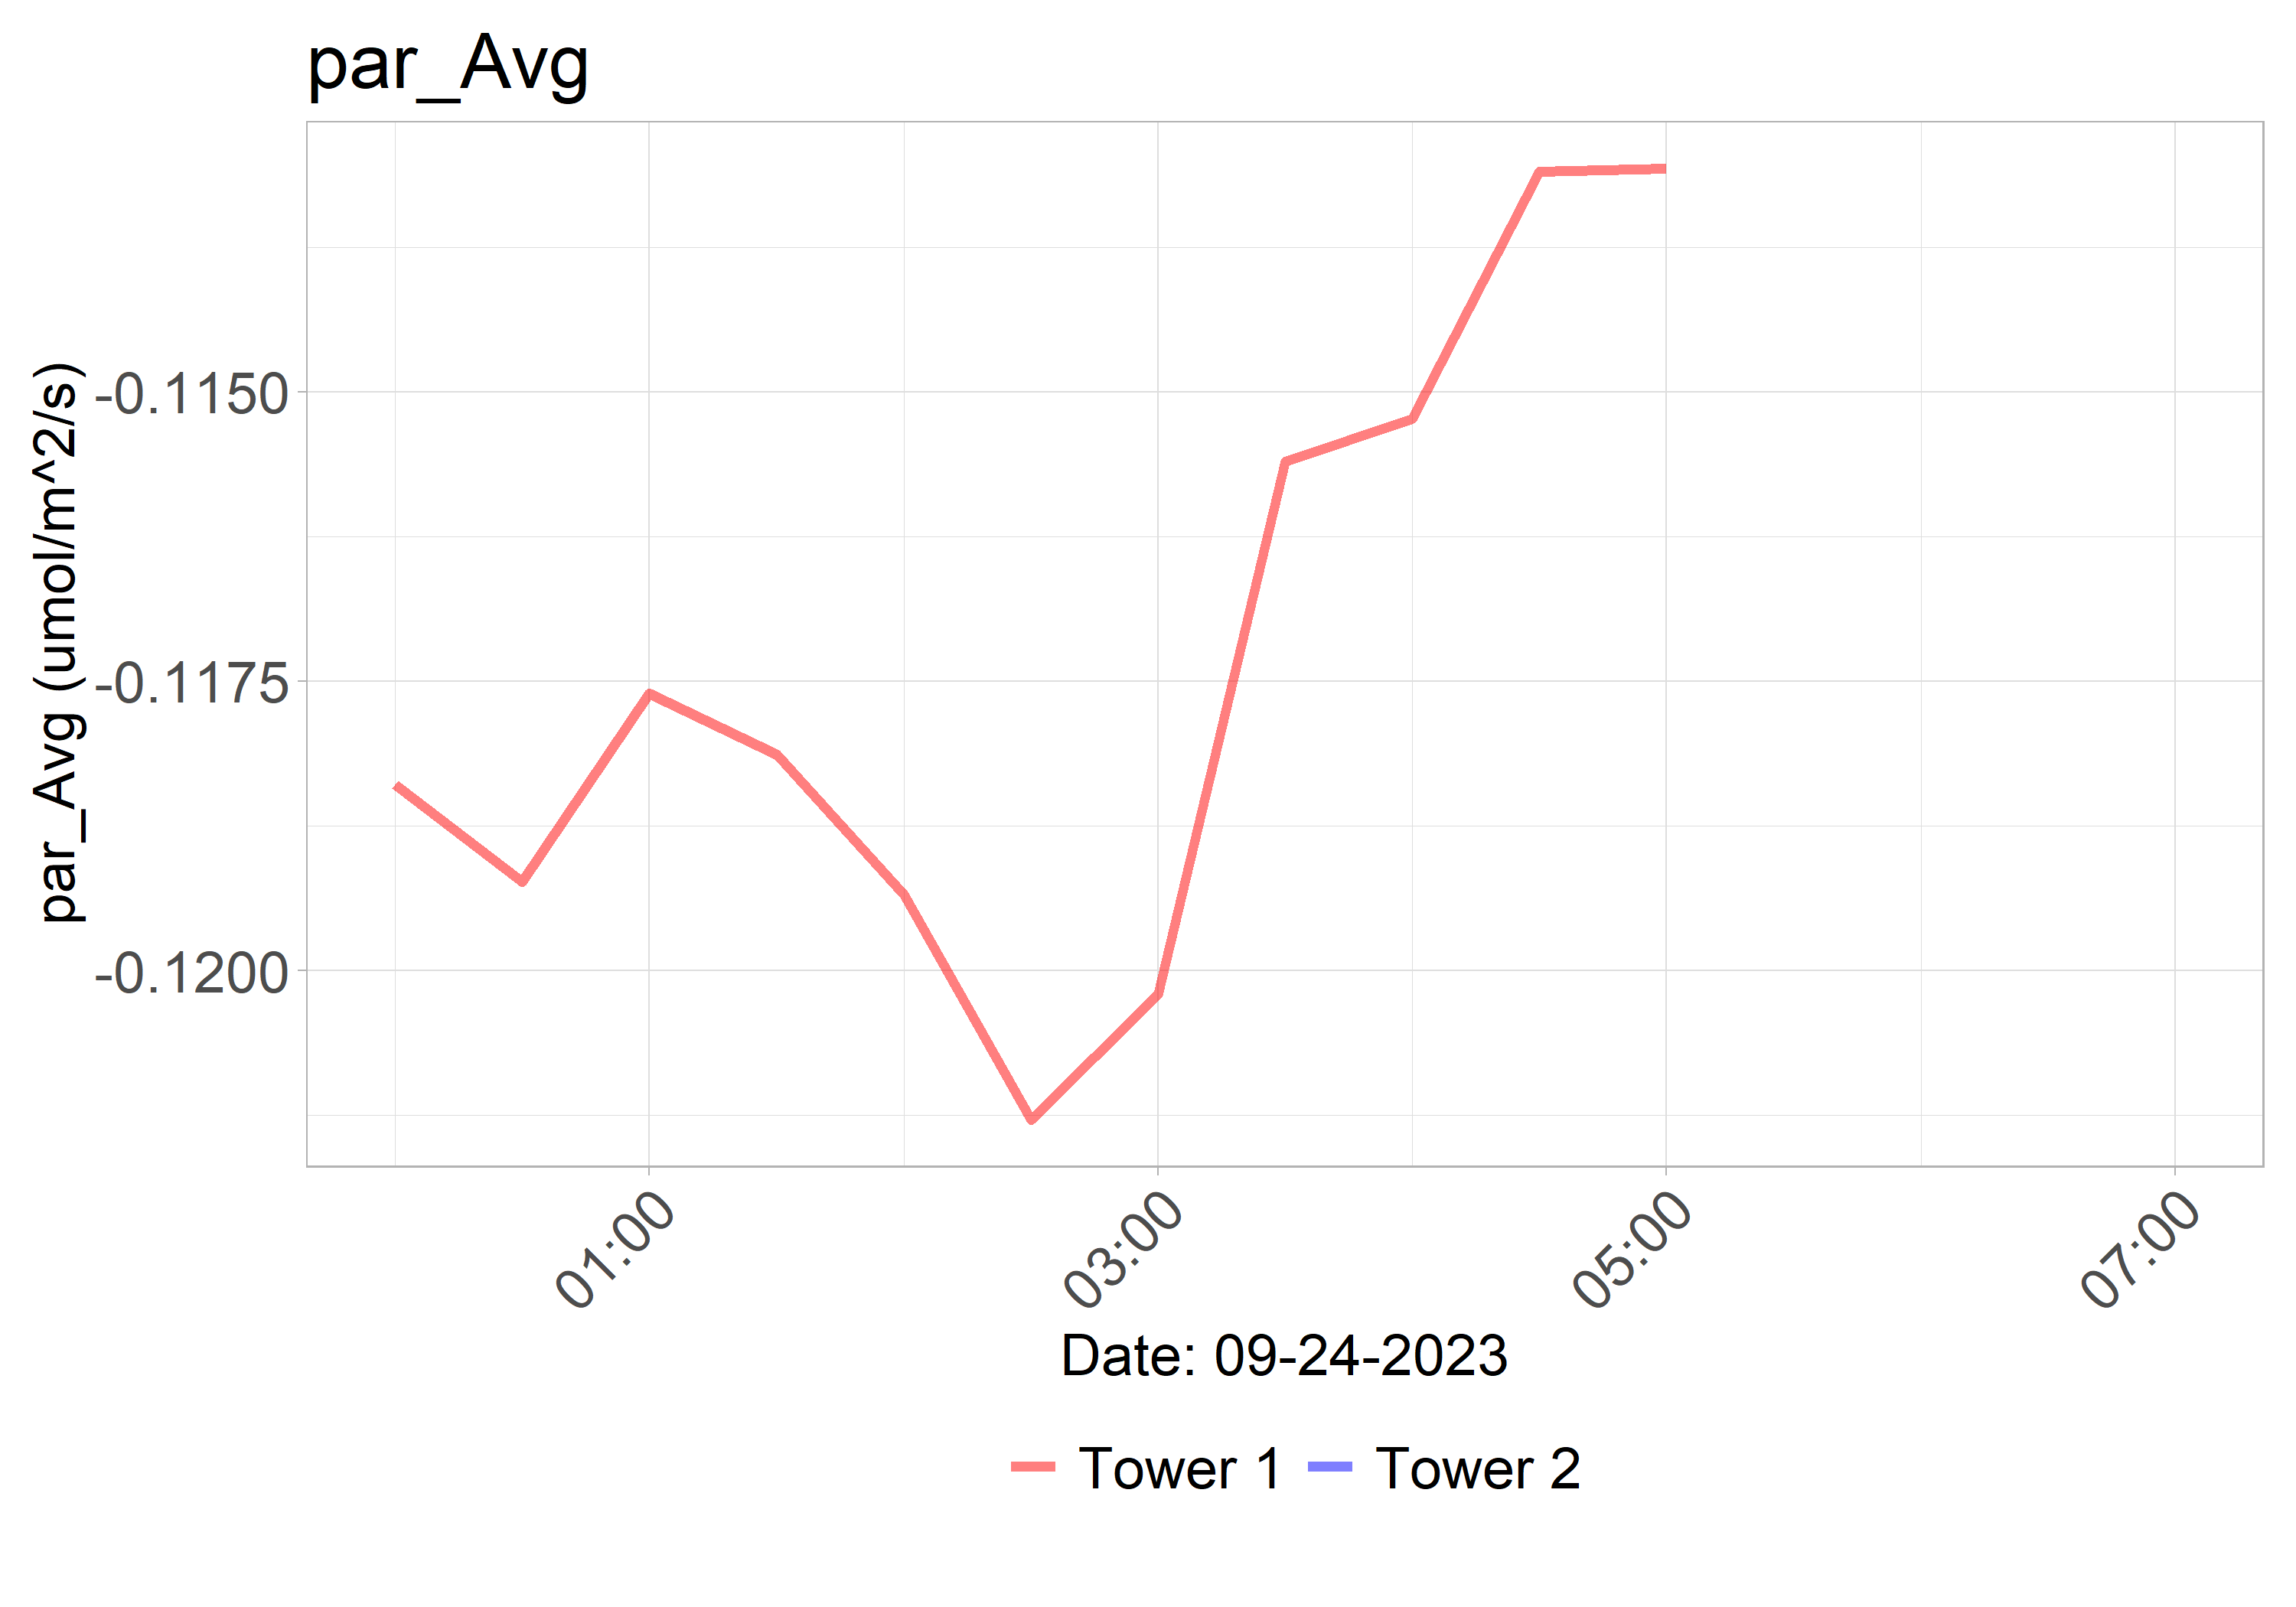 par_Avg
par_Avg (umol/m^2/s)
-0.1150
-0.1175
-0.1200
01:00
03:00
05:00
07:00
Date: 09-24-2023
Tower 1
Tower 2